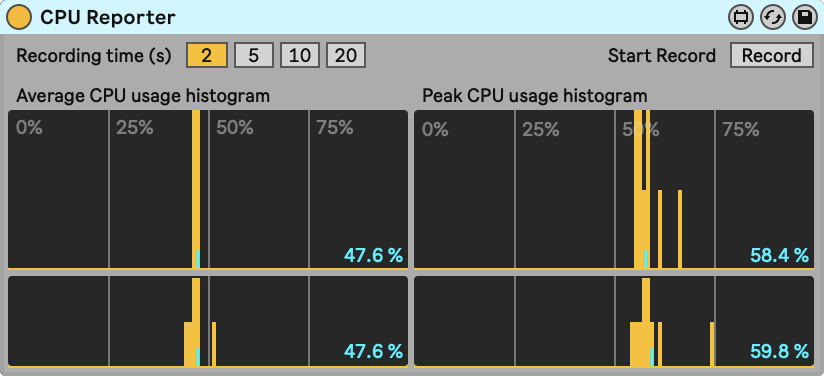 CPU Reporter
Recording time (s) 2 5 10 20 Start Record Record
Average CPU usage histogram
0% 25% 50% 75%
47.6 %
47.6 %
Peak CPU usage histogram
0% 25% 50% 75%
58.4 %
59.8 %